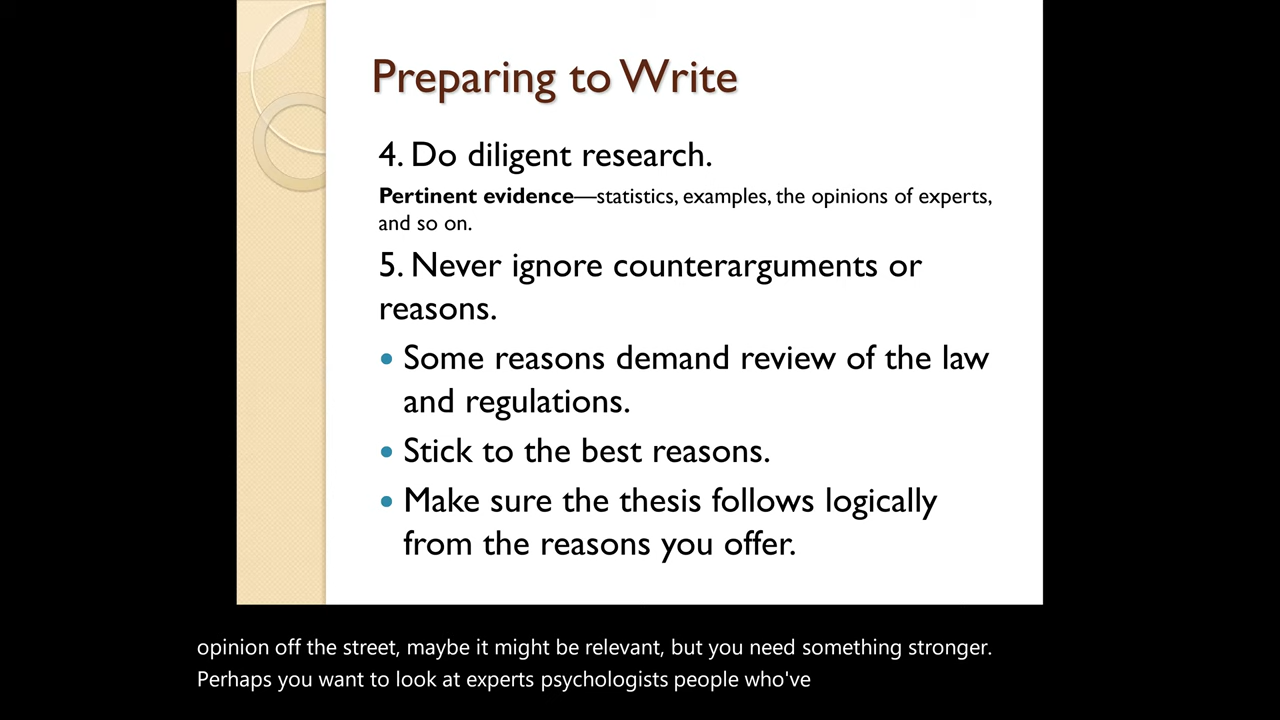 Preparing to Write
4. Do diligent research.
Pertinent evidence—statistics, examples, the opinions of experts,
and so on.
5. Never ignore counterarguments or
reasons.
• Some reasons demand review of the law
and regulations.
• Stick to the best reasons.
• Make sure the thesis follows logically
from the reasons you offer.
opinion off the street, maybe it might be relevant, but you need something stronger.
Perhaps you want to look at experts psychologists people who've